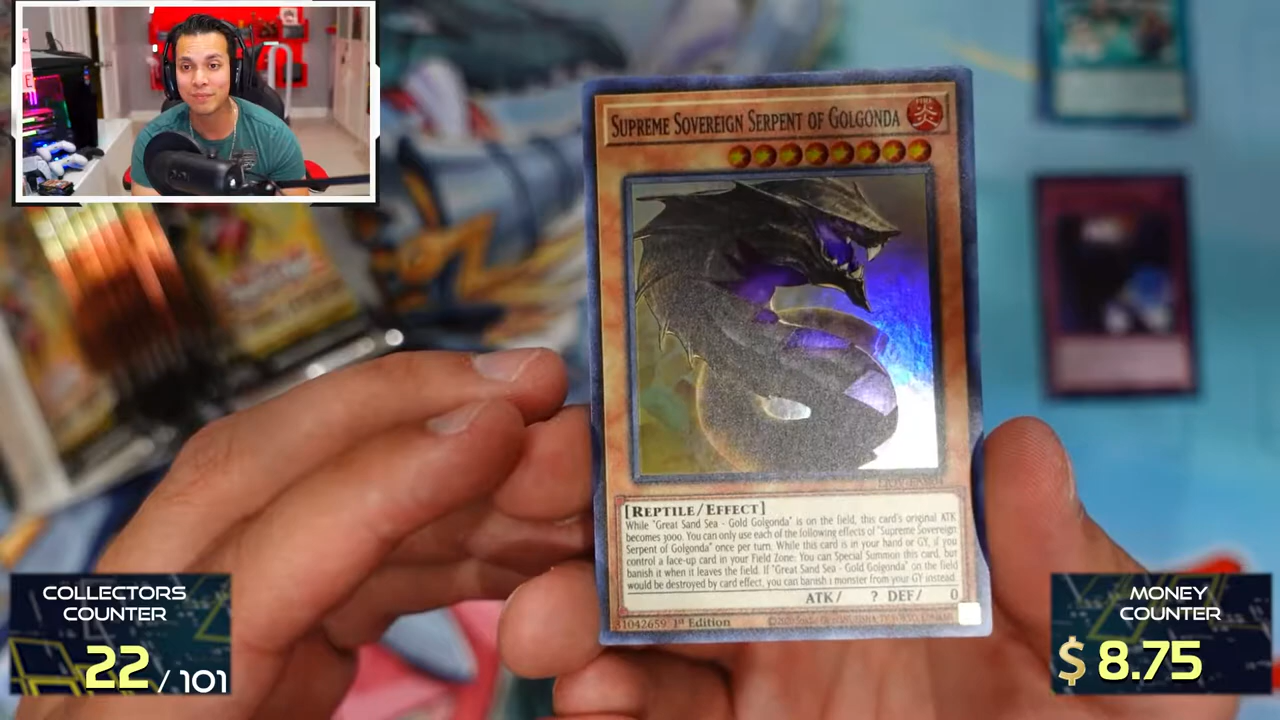 SUPREME SOVEREIGN SERPENT OF GOLGONDA
FIRE
炎
[REPTILE/EFFECT]
While "Great Sand Sea - Gold Golgonda" is on the field, this card's original ATK
becomes 3000. You can only use each of the following effects of "Supreme Sovereign
Serpent of Golgonda" once per turn. While this card is in your hand or GY, if you
control a face-up card in your Field Zone: You can Special Summon this card, but
banish it when it leaves the field. If "Great Sand Sea - Gold Golgonda" on the field
would be destroyed by card effect, you can banish 1 monster from your GY instead.
ATK/ ? DEF/ 0
31042659 1st Edition
COLLECTORS
COUNTER
22 / 101
MONEY
COUNTER
$ 8.75